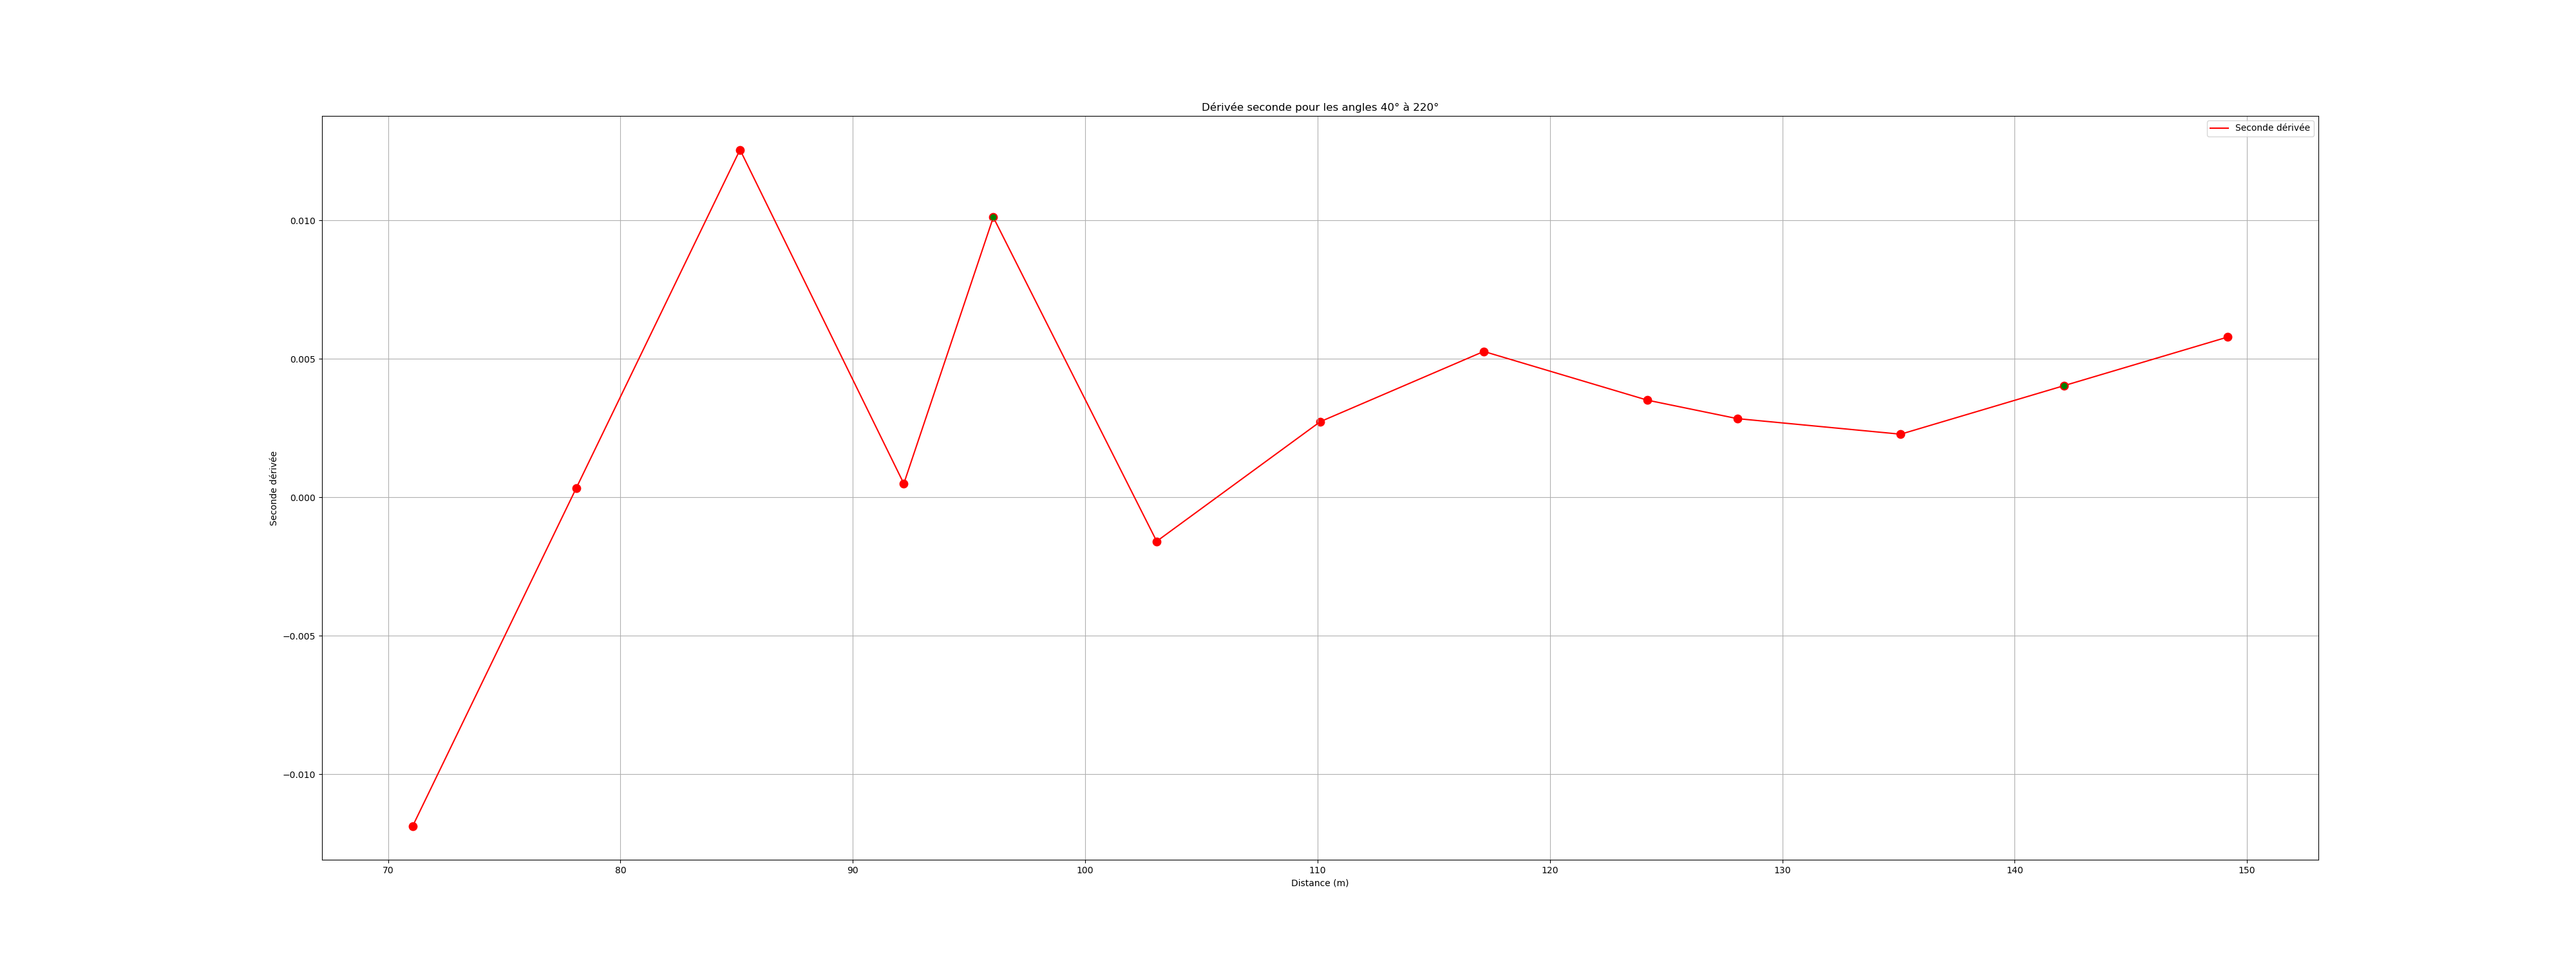 Dérivée seconde pour les angles 40° à 220°
Seconde dérivée
0.010
0.005
0.000
−0.005
−0.010
Seconde dérivée
70 80 90 100 110 120 130 140 150
Distance (m)